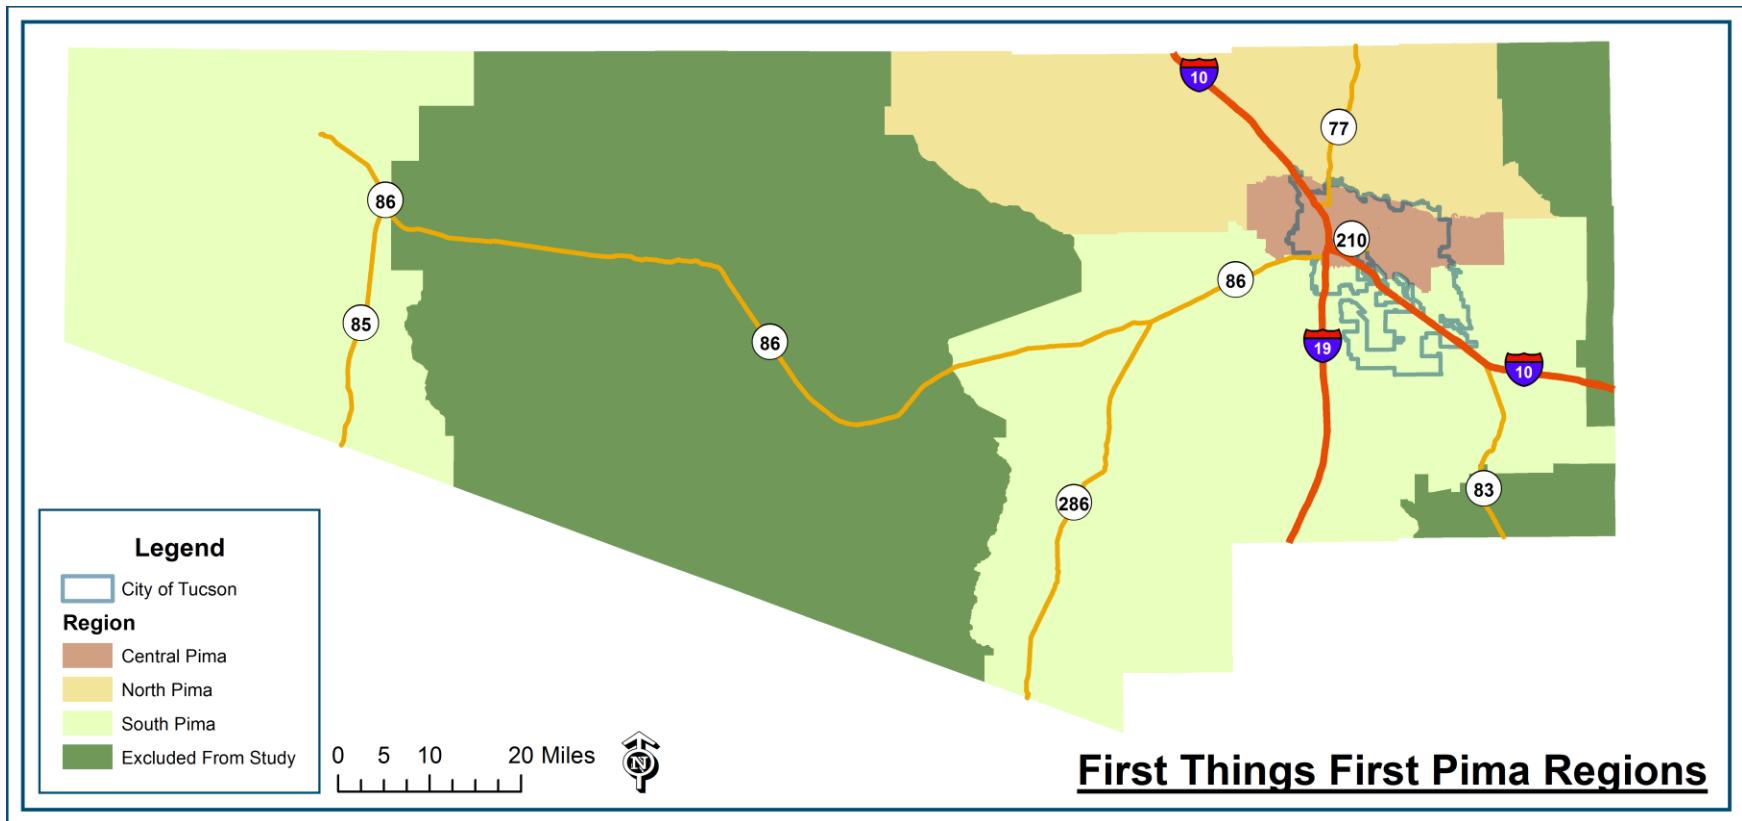 10
77
86
210
86
85
86
19
10
286
83
Legend
City of Tucson
Region
Central Pima
North Pima
South Pima
Excluded From Study
0 5 10 20 Miles
N
First Things First Pima Regions